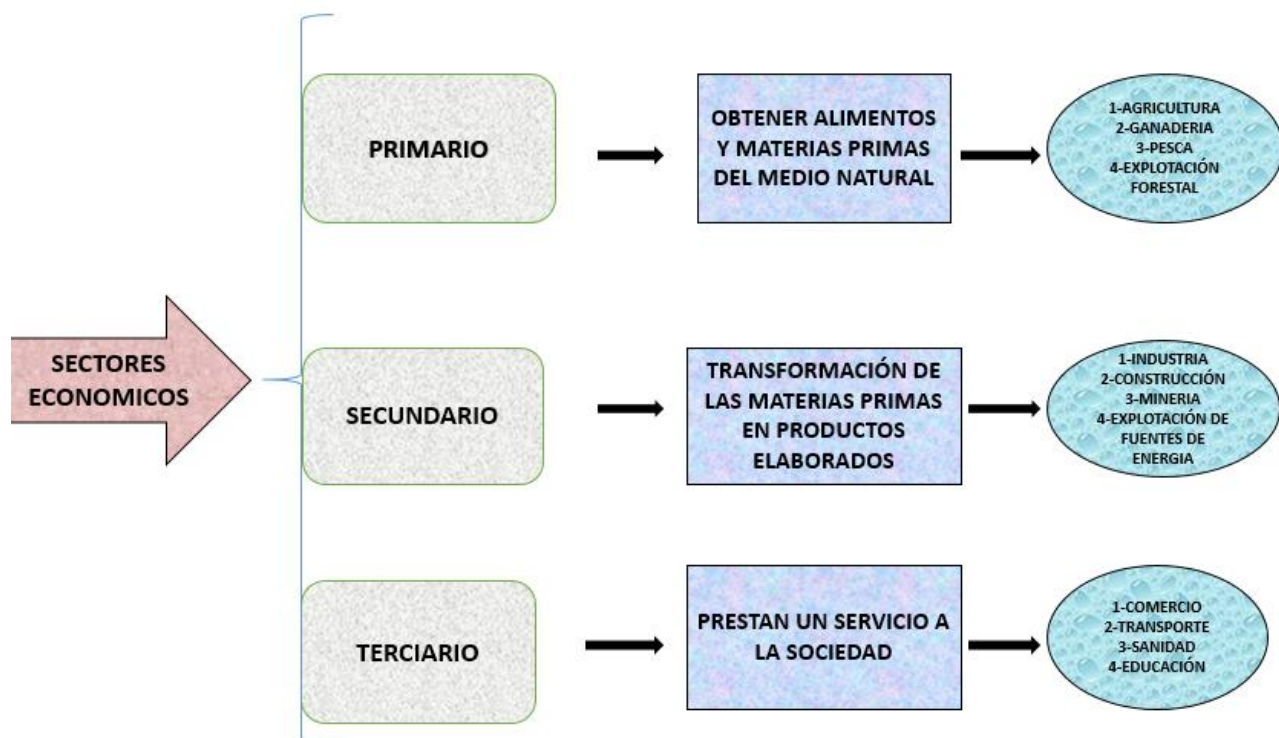 SECTORES
ECONOMICOS
PRIMARIO
OBTENER ALIMENTOS
Y MATERIAS PRIMAS
DEL MEDIO NATURAL
1-AGRICULTURA
2-GANADERIA
3-PESCA
4-EXPLOTACIÓN
FORESTAL
SECUNDARIO
TRANSFORMACIÓN DE
LAS MATERIAS PRIMAS
EN PRODUCTOS
ELABORADOS
1-INDUSTRIA
2-CONSTRUCCIÓN
3-MINERIA
4-EXPLOTACIÓN DE
FUENTES DE
ENERGIA
TERCIARIO
PRESTAN UN SERVICIO A
LA SOCIEDAD
1-COMERCIO
2-TRANSPORTE
3-SANIDAD
4-EDUCACIÓN